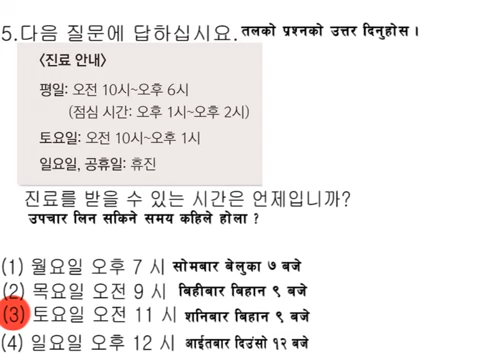 5.다음 질문에 답하십시요. तलको प्रश्नको उत्तर दिनुहोस ।
<진료 안내>
평일: 오전 10시~오후 6시
(점심 시간: 오후 1시~오후 2시)
토요일: 오전 10시~오후 1시
일요일, 공휴일: 휴진
진료를 받을 수 있는 시간은 언제입니까?
उपचार लिन सकिने समय कहिले होला ?
(1) 월요일 오후 7 시 सोमबार बेलुका ७ बजे
(2) 목요일 오전 9 시 बिहीबार बिहान ९ बजे
(3) 토요일 오전 11 시 शनिबार बिहान ९ बजे
(4) 일요일 오후 12 시 आईतबार दिउंसो १२ बजे